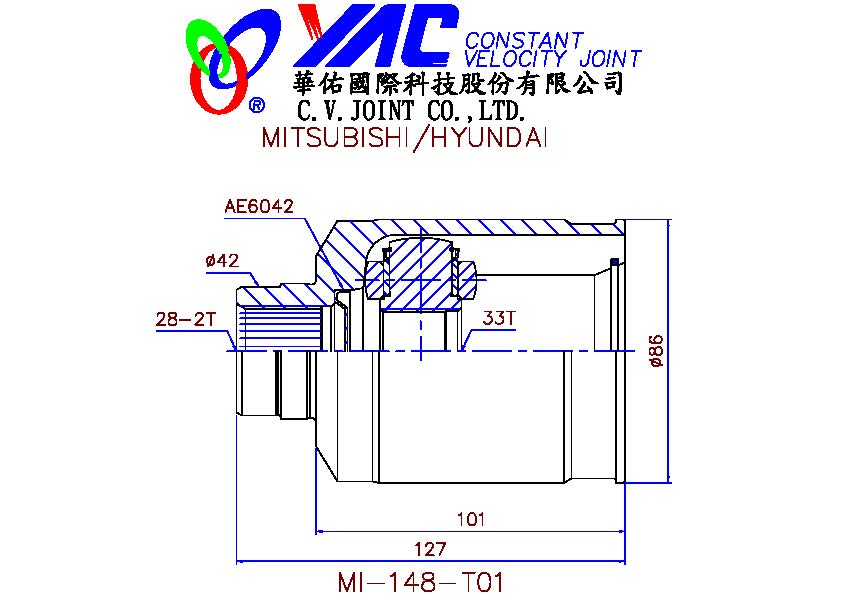 YAC CONSTANT
VELOCITY JOINT
®
華佑國際科技股份有限公司
C.V.JOINT CO.,LTD.
MITSUBISHI/HYUNDAI
AE6042
ø42
28-2T
33T
ø86
101
127
MI-148-T01